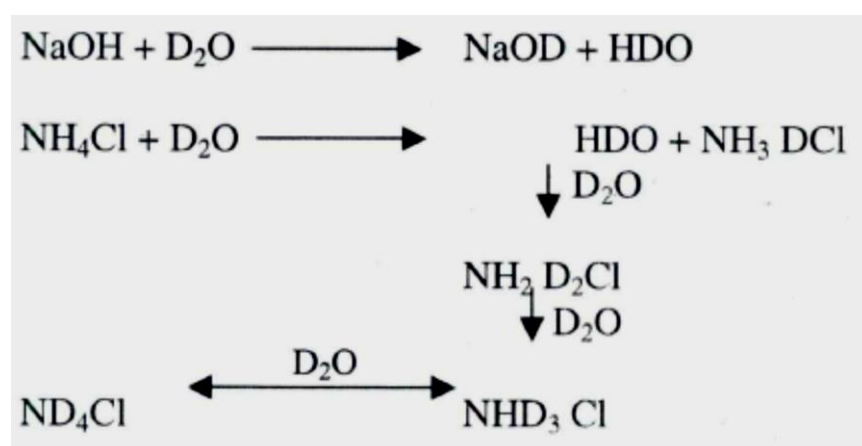 NaOH + D₂O ⟶ NaOD + HDO
NH₄Cl + D₂O ⟶ HDO + NH₃ DCl
↓ D₂O
NH₂ D₂Cl
↓ D₂O
D₂O
ND₄Cl ⟷ NHD₃ Cl